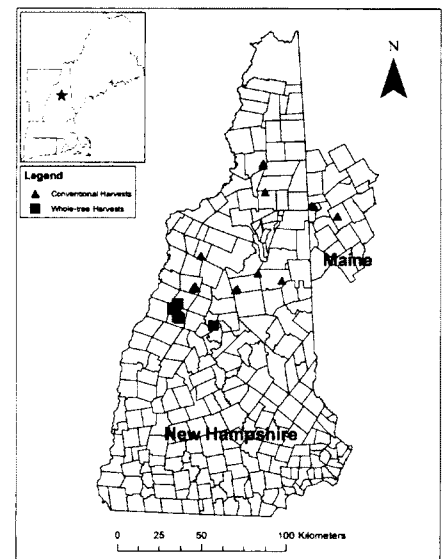 N
Legend
Conventional Harvests
Whole-tree Harvests
Maine
New Hampshire
0 25 50 100 Kilometers